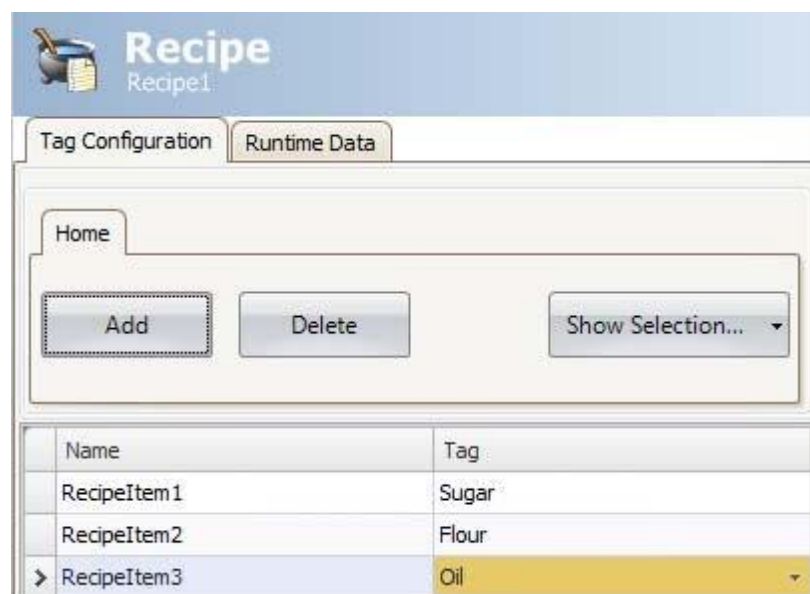 Recipe
Recipe1
Tag Configuration Runtime Data
Home
Add Delete Show Selection...
Name Tag
RecipeItem1 Sugar
RecipeItem2 Flour
RecipeItem3 Oil